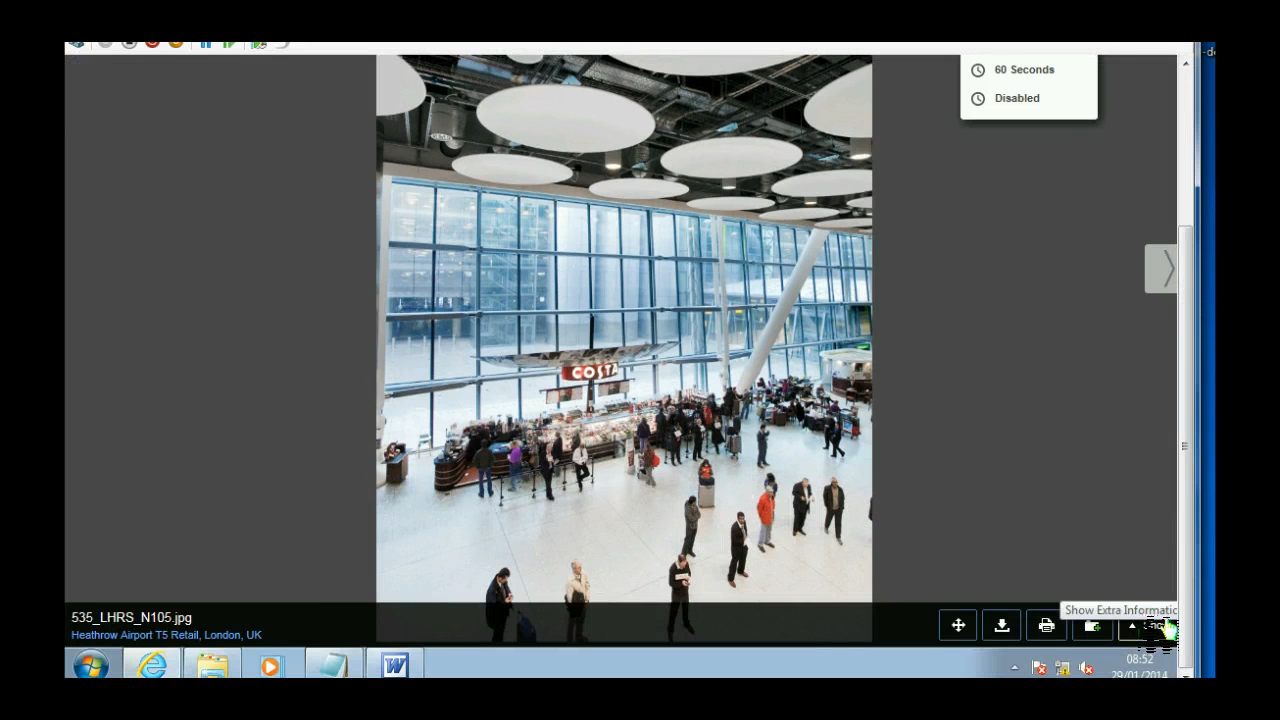 60 Seconds
Disabled
COSTA
535_LHRS_N105.jpg
Heathrow Airport T5 Retail, London, UK
Show Extra Informatic
08:52
29/01/2014